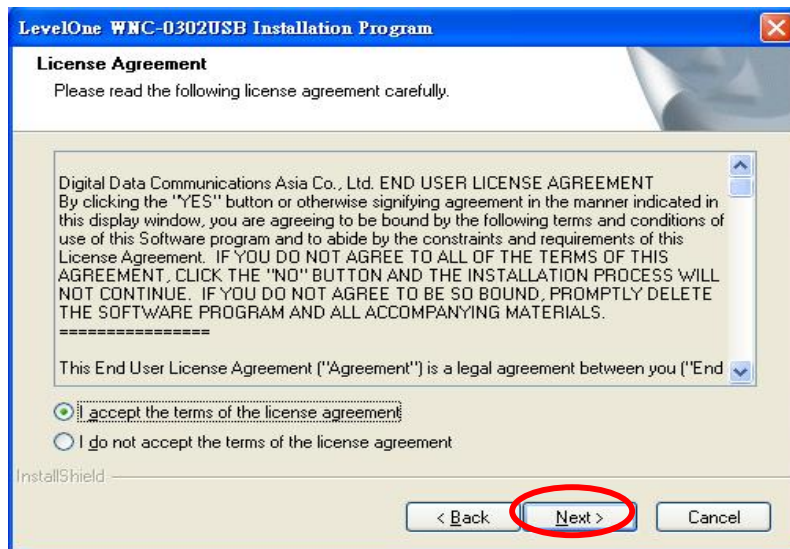 LevelOne WNC-0302USB Installation Program
License Agreement
Please read the following license agreement carefully.
Digital Data Communications Asia Co., Ltd. END USER LICENSE AGREEMENT
By clicking the "YES" button or otherwise signifying agreement in the manner indicated in
this display window, you are agreeing to be bound by the following terms and conditions of
use of this Software program and to abide by the constraints and requirements of this
License Agreement.  IF YOU DO NOT AGREE TO ALL OF THE TERMS OF THIS
AGREEMENT, CLICK THE "NO" BUTTON AND THE INSTALLATION PROCESS WILL
NOT CONTINUE.  IF YOU DO NOT AGREE TO BE SO BOUND, PROMPTLY DELETE
THE SOFTWARE PROGRAM AND ALL ACCOMPANYING MATERIALS.
================
This End User License Agreement ("Agreement") is a legal agreement between you ("End
I accept the terms of the license agreement
I do not accept the terms of the license agreement
InstallShield
< Back
Next >
Cancel